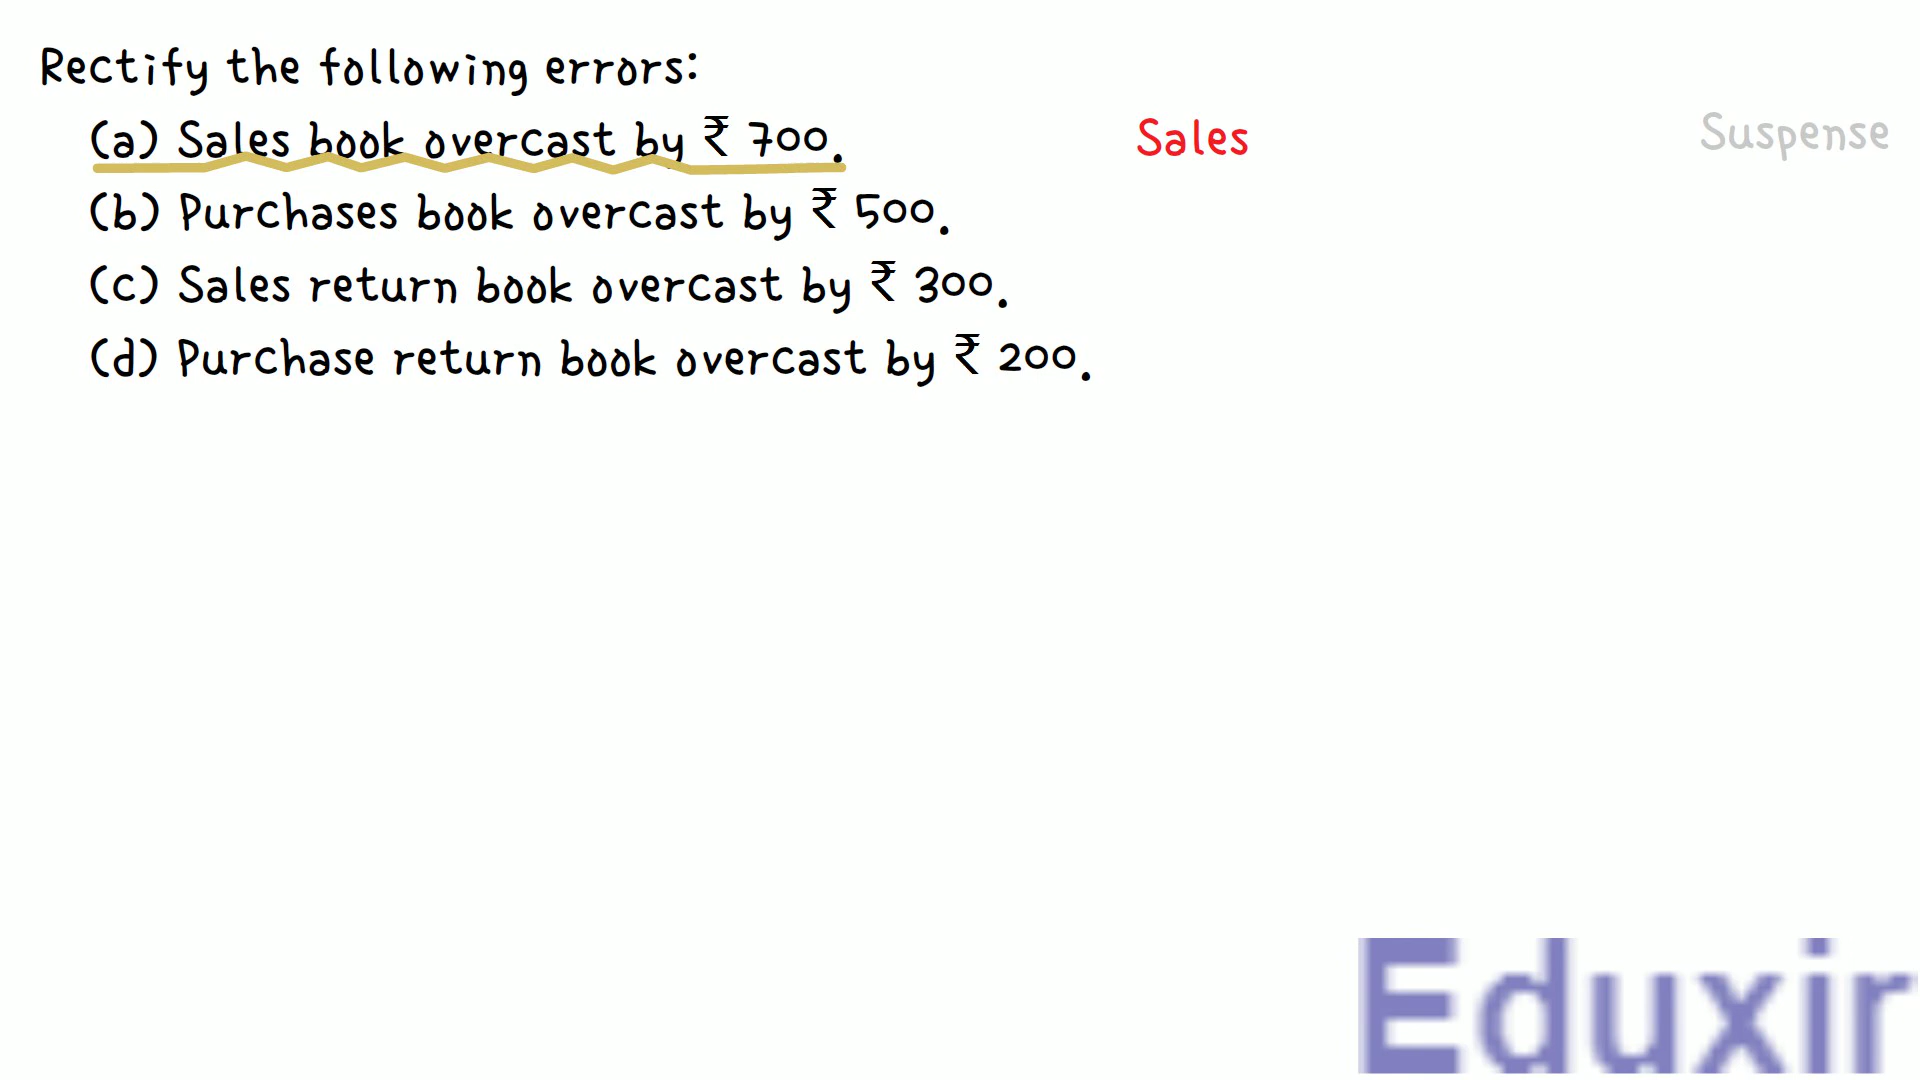 Rectify the following errors:
(a) Sales book overcast by ₹ 700.
Sales
Suspense
(b) Purchases book overcast by ₹ 500.
(c) Sales return book overcast by ₹ 300.
(d) Purchase return book overcast by ₹ 200.
Eduxir